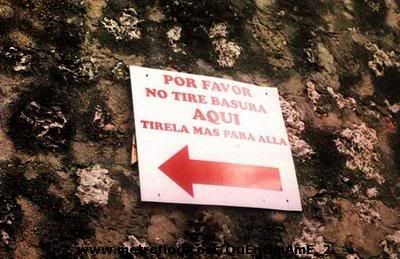 POR FAVOR
NO TIRE BASURA
AQUI
TIRELA MAS PARA ALLA